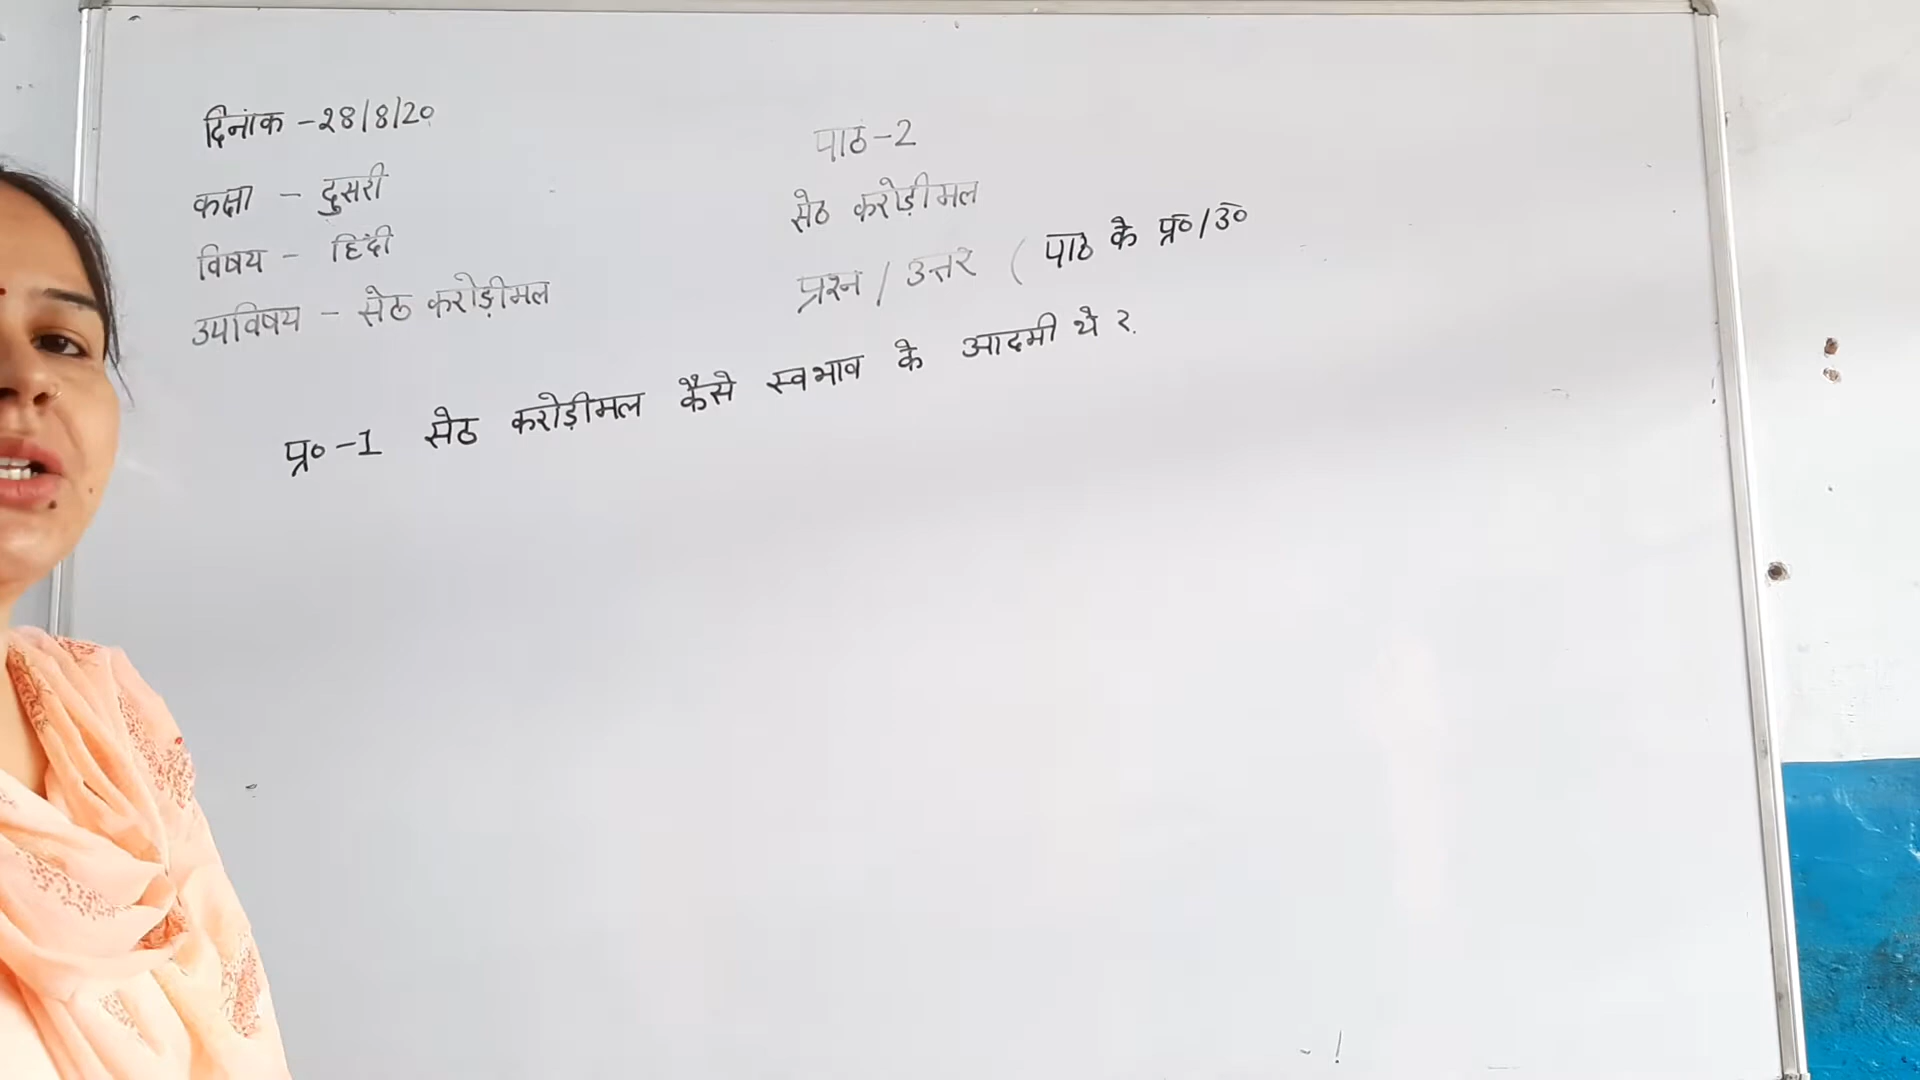 दिनांक - 28/8/20
कक्षा - दुसरी
विषय - हिंदी
उपविषय - सेठ करोड़ीमल
पाठ - 2
सेठ करोड़ीमल
प्रश्न / उत्तर ( पाठ के प्र० / उ०
प्र० - 1 सेठ करोड़ीमल कैसे स्वभाव के आदमी थे ?